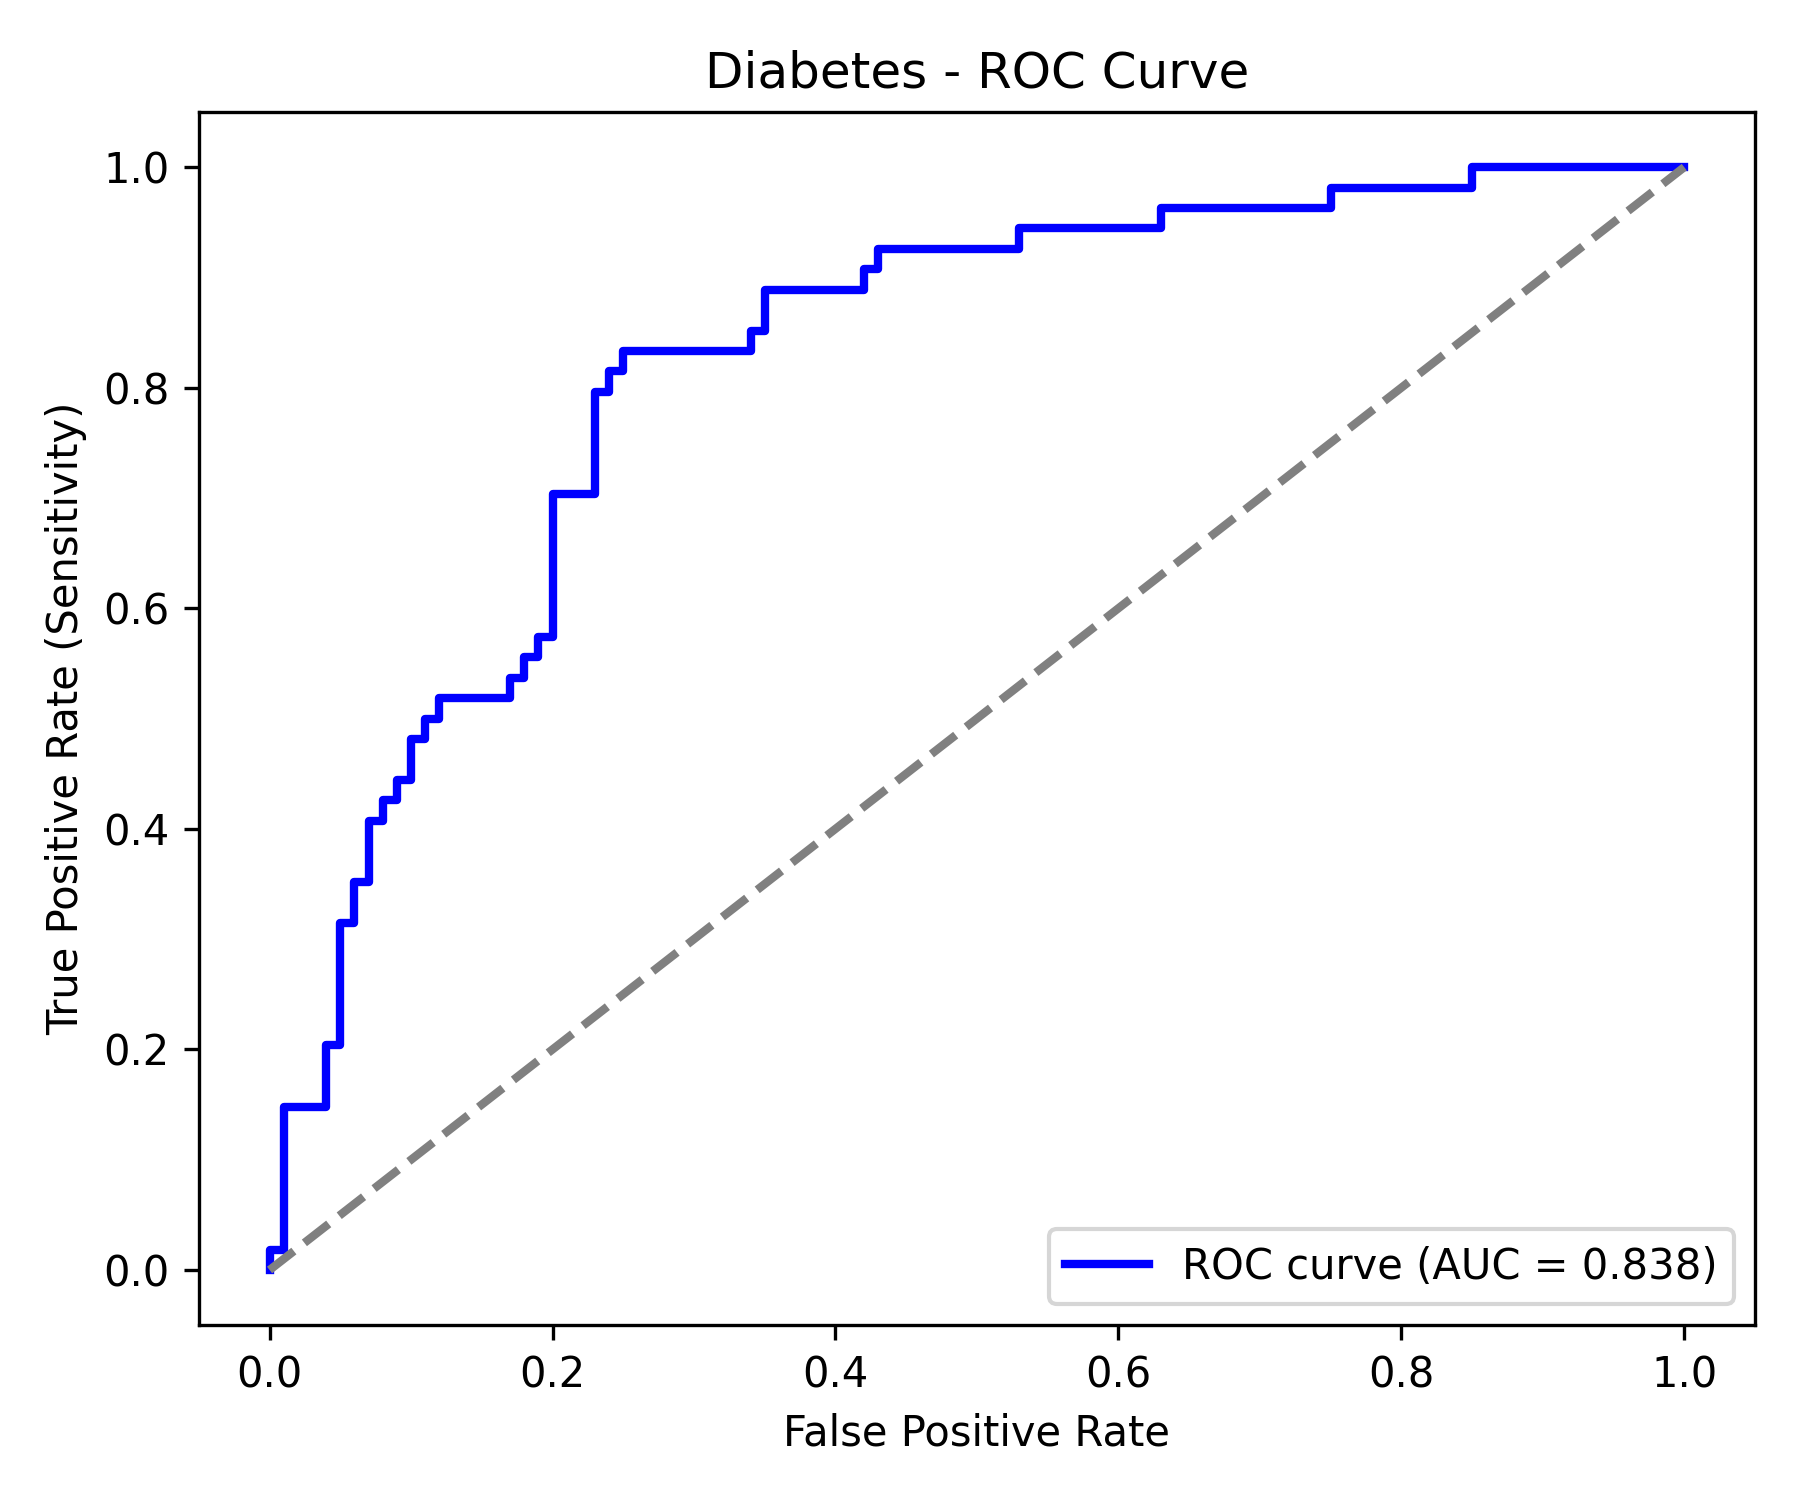 Diabetes - ROC Curve
True Positive Rate (Sensitivity)
1.0
0.8
0.6
0.4
0.2
0.0
ROC curve (AUC = 0.838)
0.0 0.2 0.4 0.6 0.8 1.0
False Positive Rate